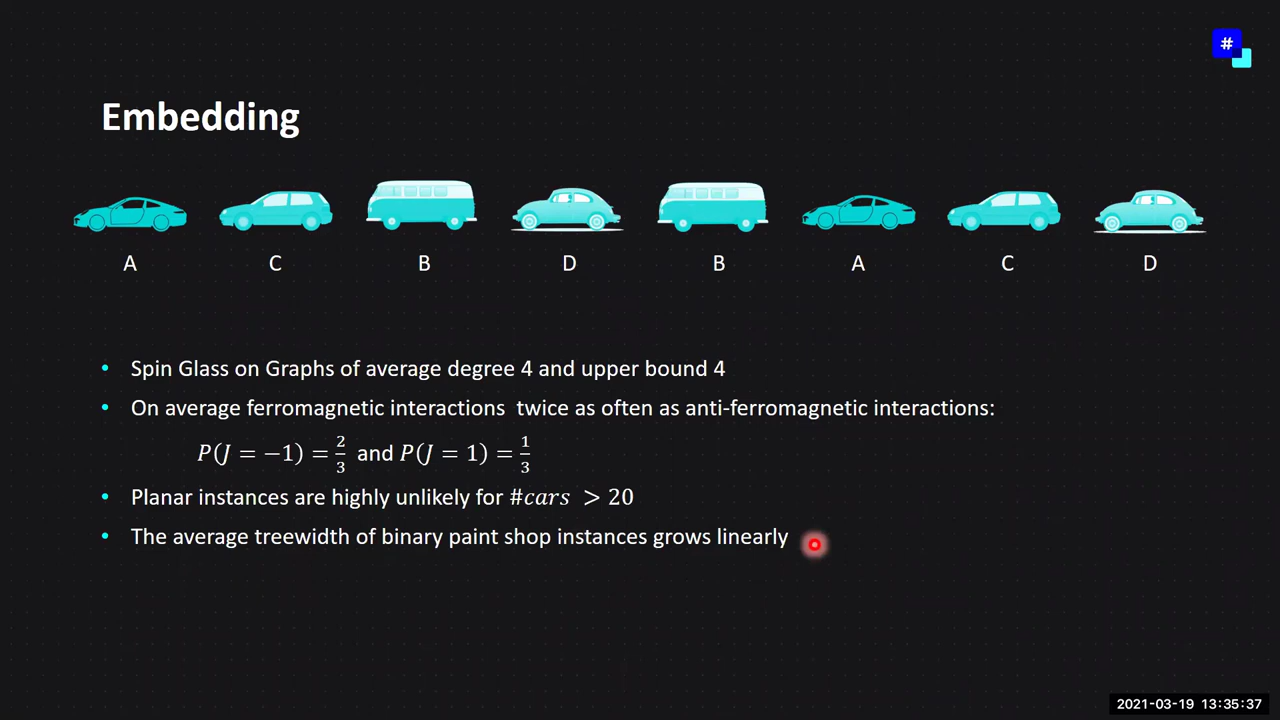 #
Embedding
A C B D B A C D
• Spin Glass on Graphs of average degree 4 and upper bound 4
• On average ferromagnetic interactions twice as often as anti-ferromagnetic interactions:
P(J = −1) = 2/3 and P(J = 1) = 1/3
• Planar instances are highly unlikely for #cars > 20
• The average treewidth of binary paint shop instances grows linearly
2021-03-19 13:35:37